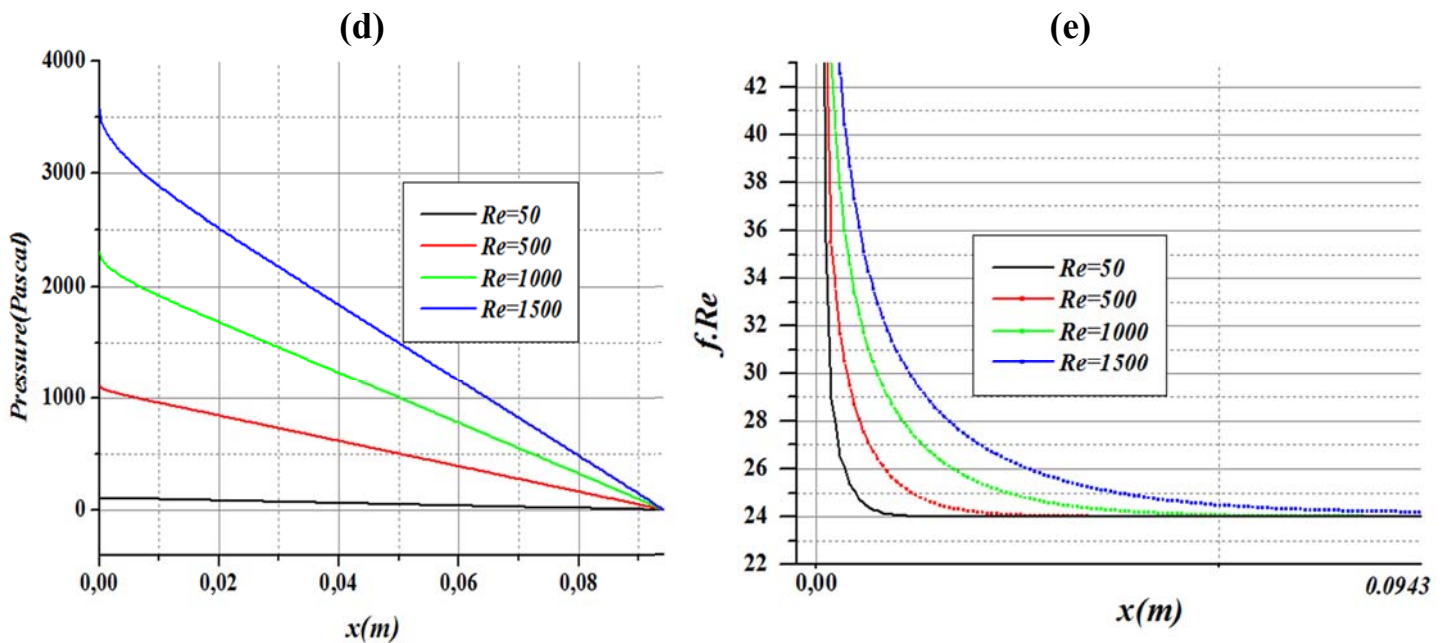 (d)
4000
3000
2000
1000
0
Pressure(Pascal)
0,00
0,02
0,04
0,06
0,08
x(m)
Re=50
Re=500
Re=1000
Re=1500
(e)
42
40
38
36
34
32
30
28
26
24
22
f.Re
0,00
0.0943
x(m)
Re=50
Re=500
Re=1000
Re=1500